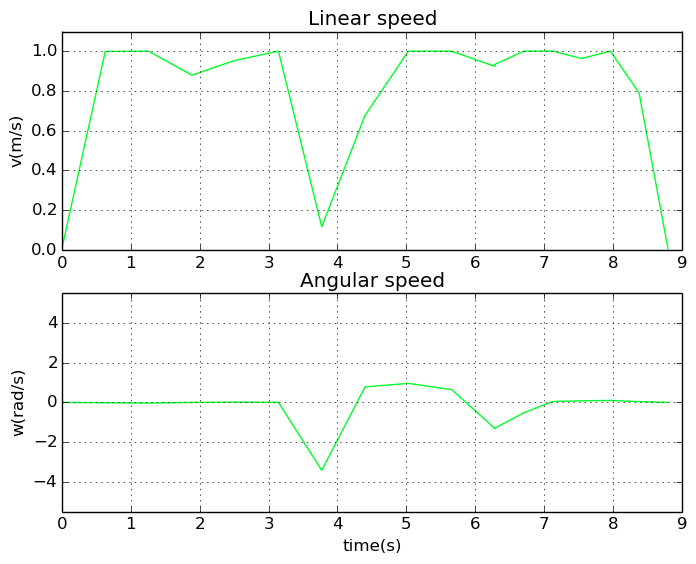 Linear speed
1.0
0.8
0.6
0.4
0.2
0.0
v(m/s)
0 1 2 3 4 5 6 7 8 9
Angular speed
4
2
0
−2
−4
w(rad/s)
0 1 2 3 4 5 6 7 8 9
time(s)